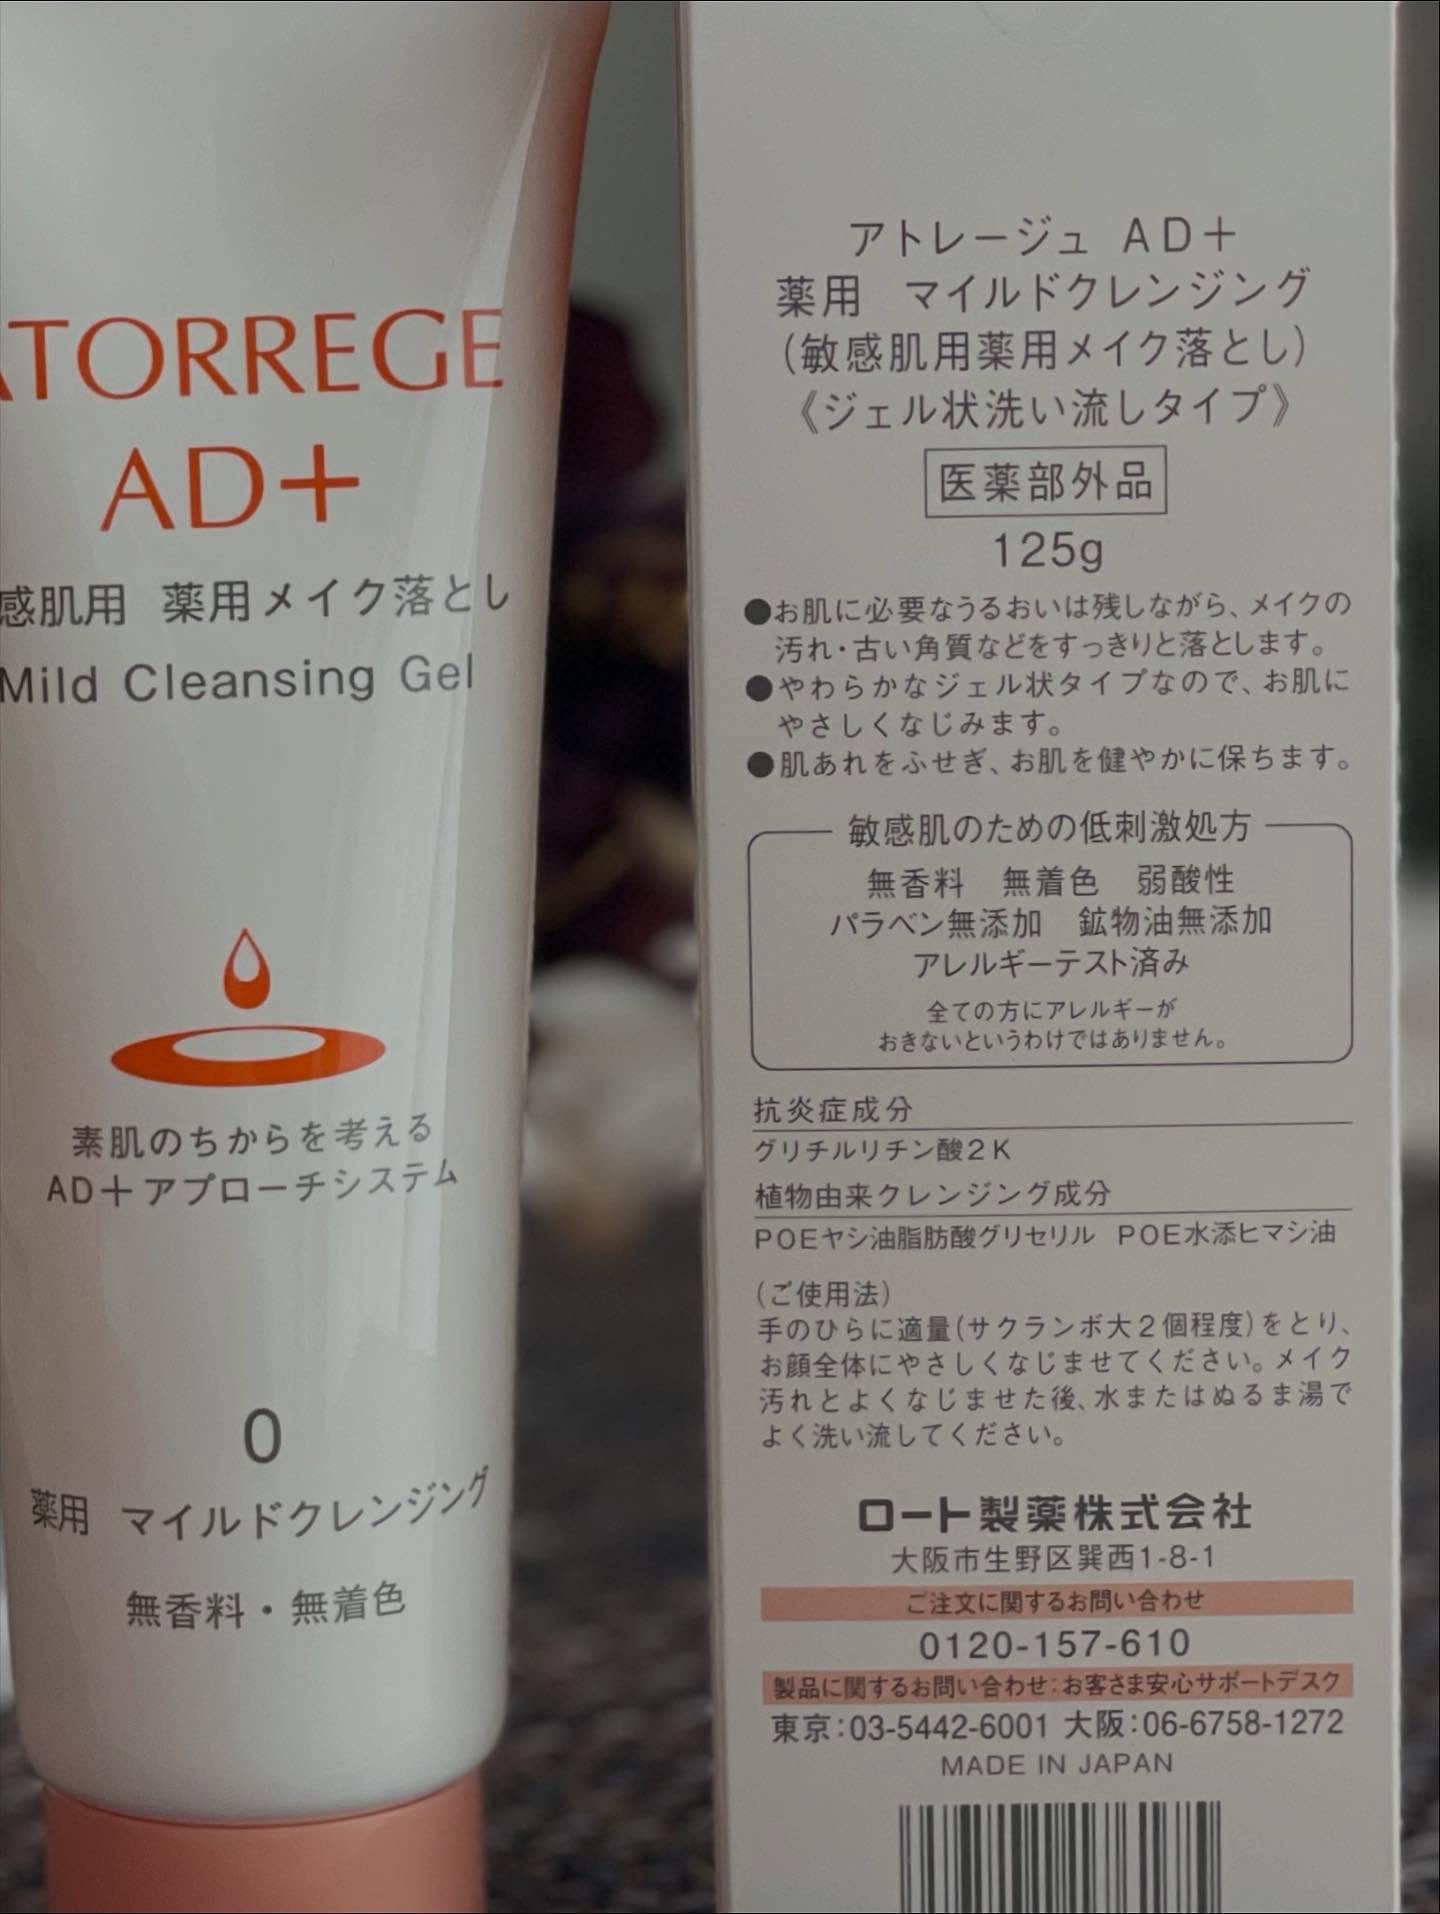 ATORREGE
AD+
感肌用 薬用メイク落とし
Mild Cleansing Gel
素肌のちからを考える
AD+アプローチシステム
0
薬用 マイルドクレンジング
無香料・無着色
アトレージュ AD+
薬用 マイルドクレンジング
(敏感肌用薬用メイク落とし)
《ジェル状洗い流しタイプ》
医薬部外品
125g
●お肌に必要なうるおいは残しながら、メイクの
汚れ・古い角質などをすっきりと落とします。
●やわらかなジェル状タイプなので、お肌に
やさしくなじみます。
●肌あれをふせぎ、お肌を健やかに保ちます。
敏感肌のための低刺激処方
無香料 無着色 弱酸性
パラベン無添加 鉱物油無添加
アレルギーテスト済み
全ての方にアレルギーが
おきないというわけではありません。
抗炎症成分
グリチルリチン酸2K
植物由来クレンジング成分
POEヤシ油脂肪酸グリセリル POE水添ヒマシ油
(ご使用法)
手のひらに適量(サクランボ大2個程度)をとり、
お顔全体にやさしくなじませてください。メイク
汚れとよくなじませた後、水またはぬるま湯で
よく洗い流してください。
ロート製薬株式会社
大阪市生野区巽西1-8-1
ご注文に関するお問い合わせ
0120-157-610
製品に関するお問い合わせ:お客さま安心サポートデスク
東京:03-5442-6001 大阪:06-6758-1272
MADE IN JAPAN